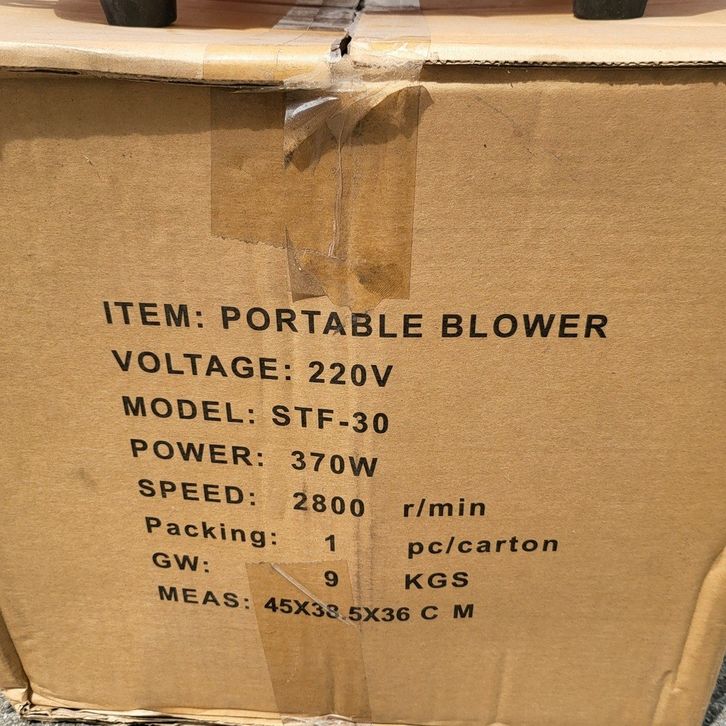 ITEM: PORTABLE BLOWER
VOLTAGE: 220V
MODEL: STF-30
POWER: 370W
SPEED: 2800 r/min
Packing: 1 pc/carton
GW: 9 KGS
MEAS: 45X38.5X36 C M